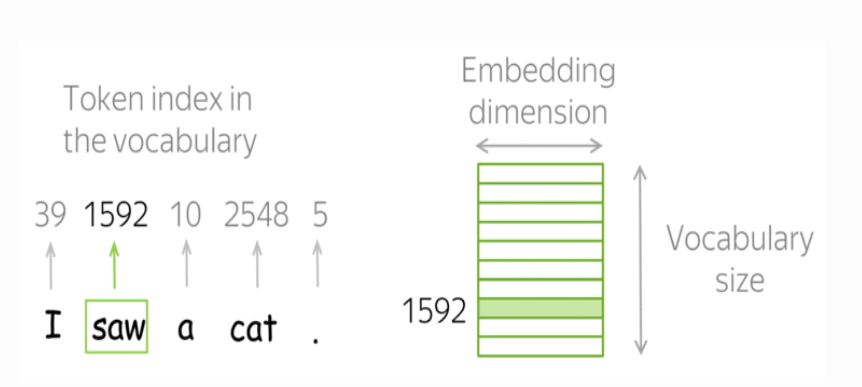 Token index in
the vocabulary
39 1592 10 2548 5
I saw a cat .
Embedding
dimension
1592
Vocabulary
size